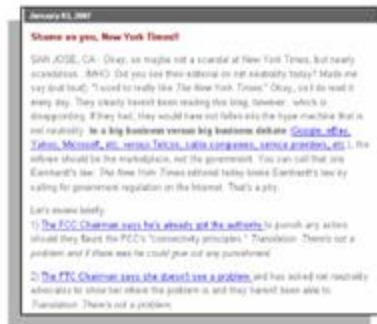 January 03, 2007
Shame on you, New York Times!!
SAN JOSE, CA - Okay, so maybe not a scandal at New York Times, but nearly
scandalous... IMHO. Did you see their editorial on net neutrality today? Made me
say (out loud): "I used to really like The New York Times." Okay, so I do read it
every day. They clearly haven't been reading this blog, however - which is
disappointing. If they had, they would have not fallen into the hype machine that is
net neutrality. In a big business versus big business debate (Google, eBay,
Yahoo, Microsoft, etc. versus Telcos, cable companies, service providers, etc.), the
referee should be the marketplace, not the government. You can call that one
Earnhardt's law. The New York Times editorial today broke Earnhardt's law by
calling for government regulation on the Internet. That's a pity.
Let's review briefly:
1) The FCC Chairman says he's already got the authority to punish any actors
should they flaunt the FCC's "connectivity principles." Translation: There's not a
problem and if there was he could give out any punishment.
2) The FTC Chairman says she doesn't see a problem and has asked net neutrality
advocates to show her where the problem is and they haven't been able to.
Translation: There's not a problem.